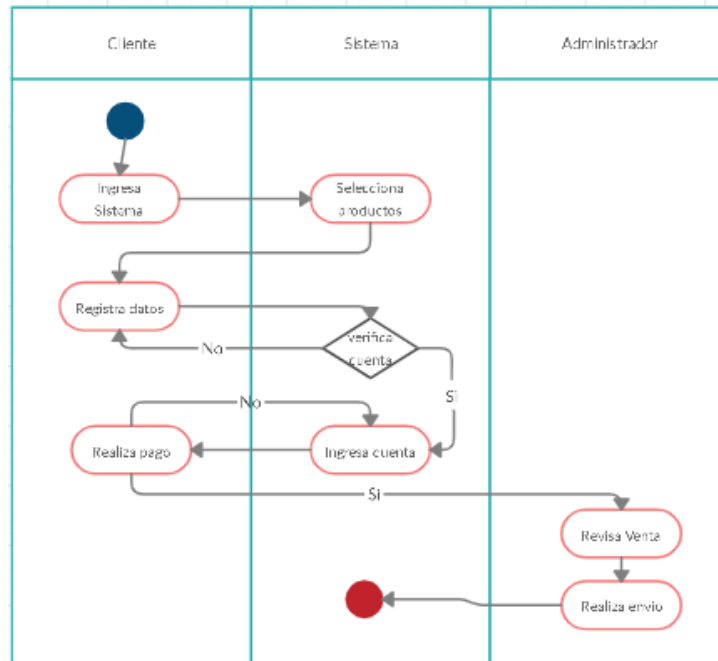 Cliente
Sistema
Administrador
Ingresa
Sistema
Selecciona
productos
Registra datos
verifica
cuenta
No
Si
No
Realiza pago
Ingresa cuenta
Si
Revisa Venta
Realiza envio